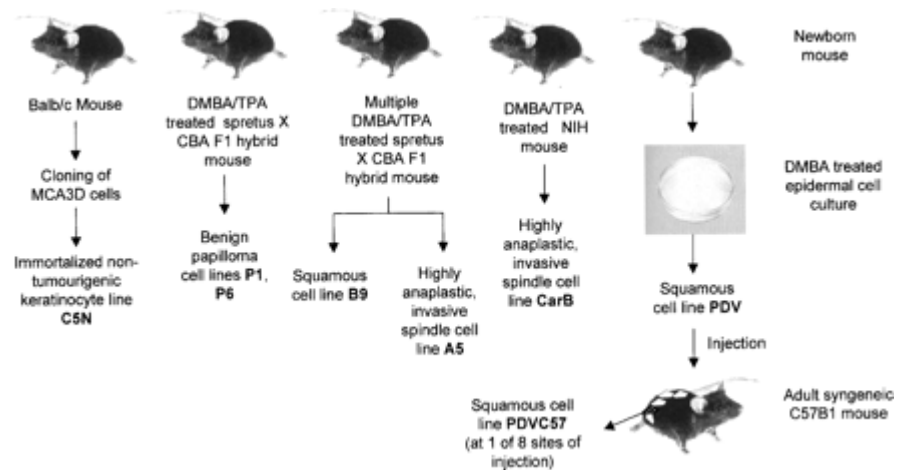 Balb/c Mouse
Cloning of
MCA3D cells
Immortalized non-
tumourigenic
keratinocyte line
C5N
DMBA/TPA
treated spretus X
CBA F1 hybrid
mouse
Benign
papilloma
cell lines P1,
P6
Multiple
DMBA/TPA
treated spretus
X CBA F1
hybrid mouse
Squamous
cell line B9
Highly
anaplastic,
invasive
spindle cell
line A5
DMBA/TPA
treated NIH
mouse
Highly
anaplastic,
invasive
spindle cell
line CarB
Newborn
mouse
DMBA treated
epidermal cell
culture
Squamous
cell line PDV
Injection
Adult syngeneic
C57B1 mouse
Squamous cell
line PDVC57
(at 1 of 8 sites of
injection)